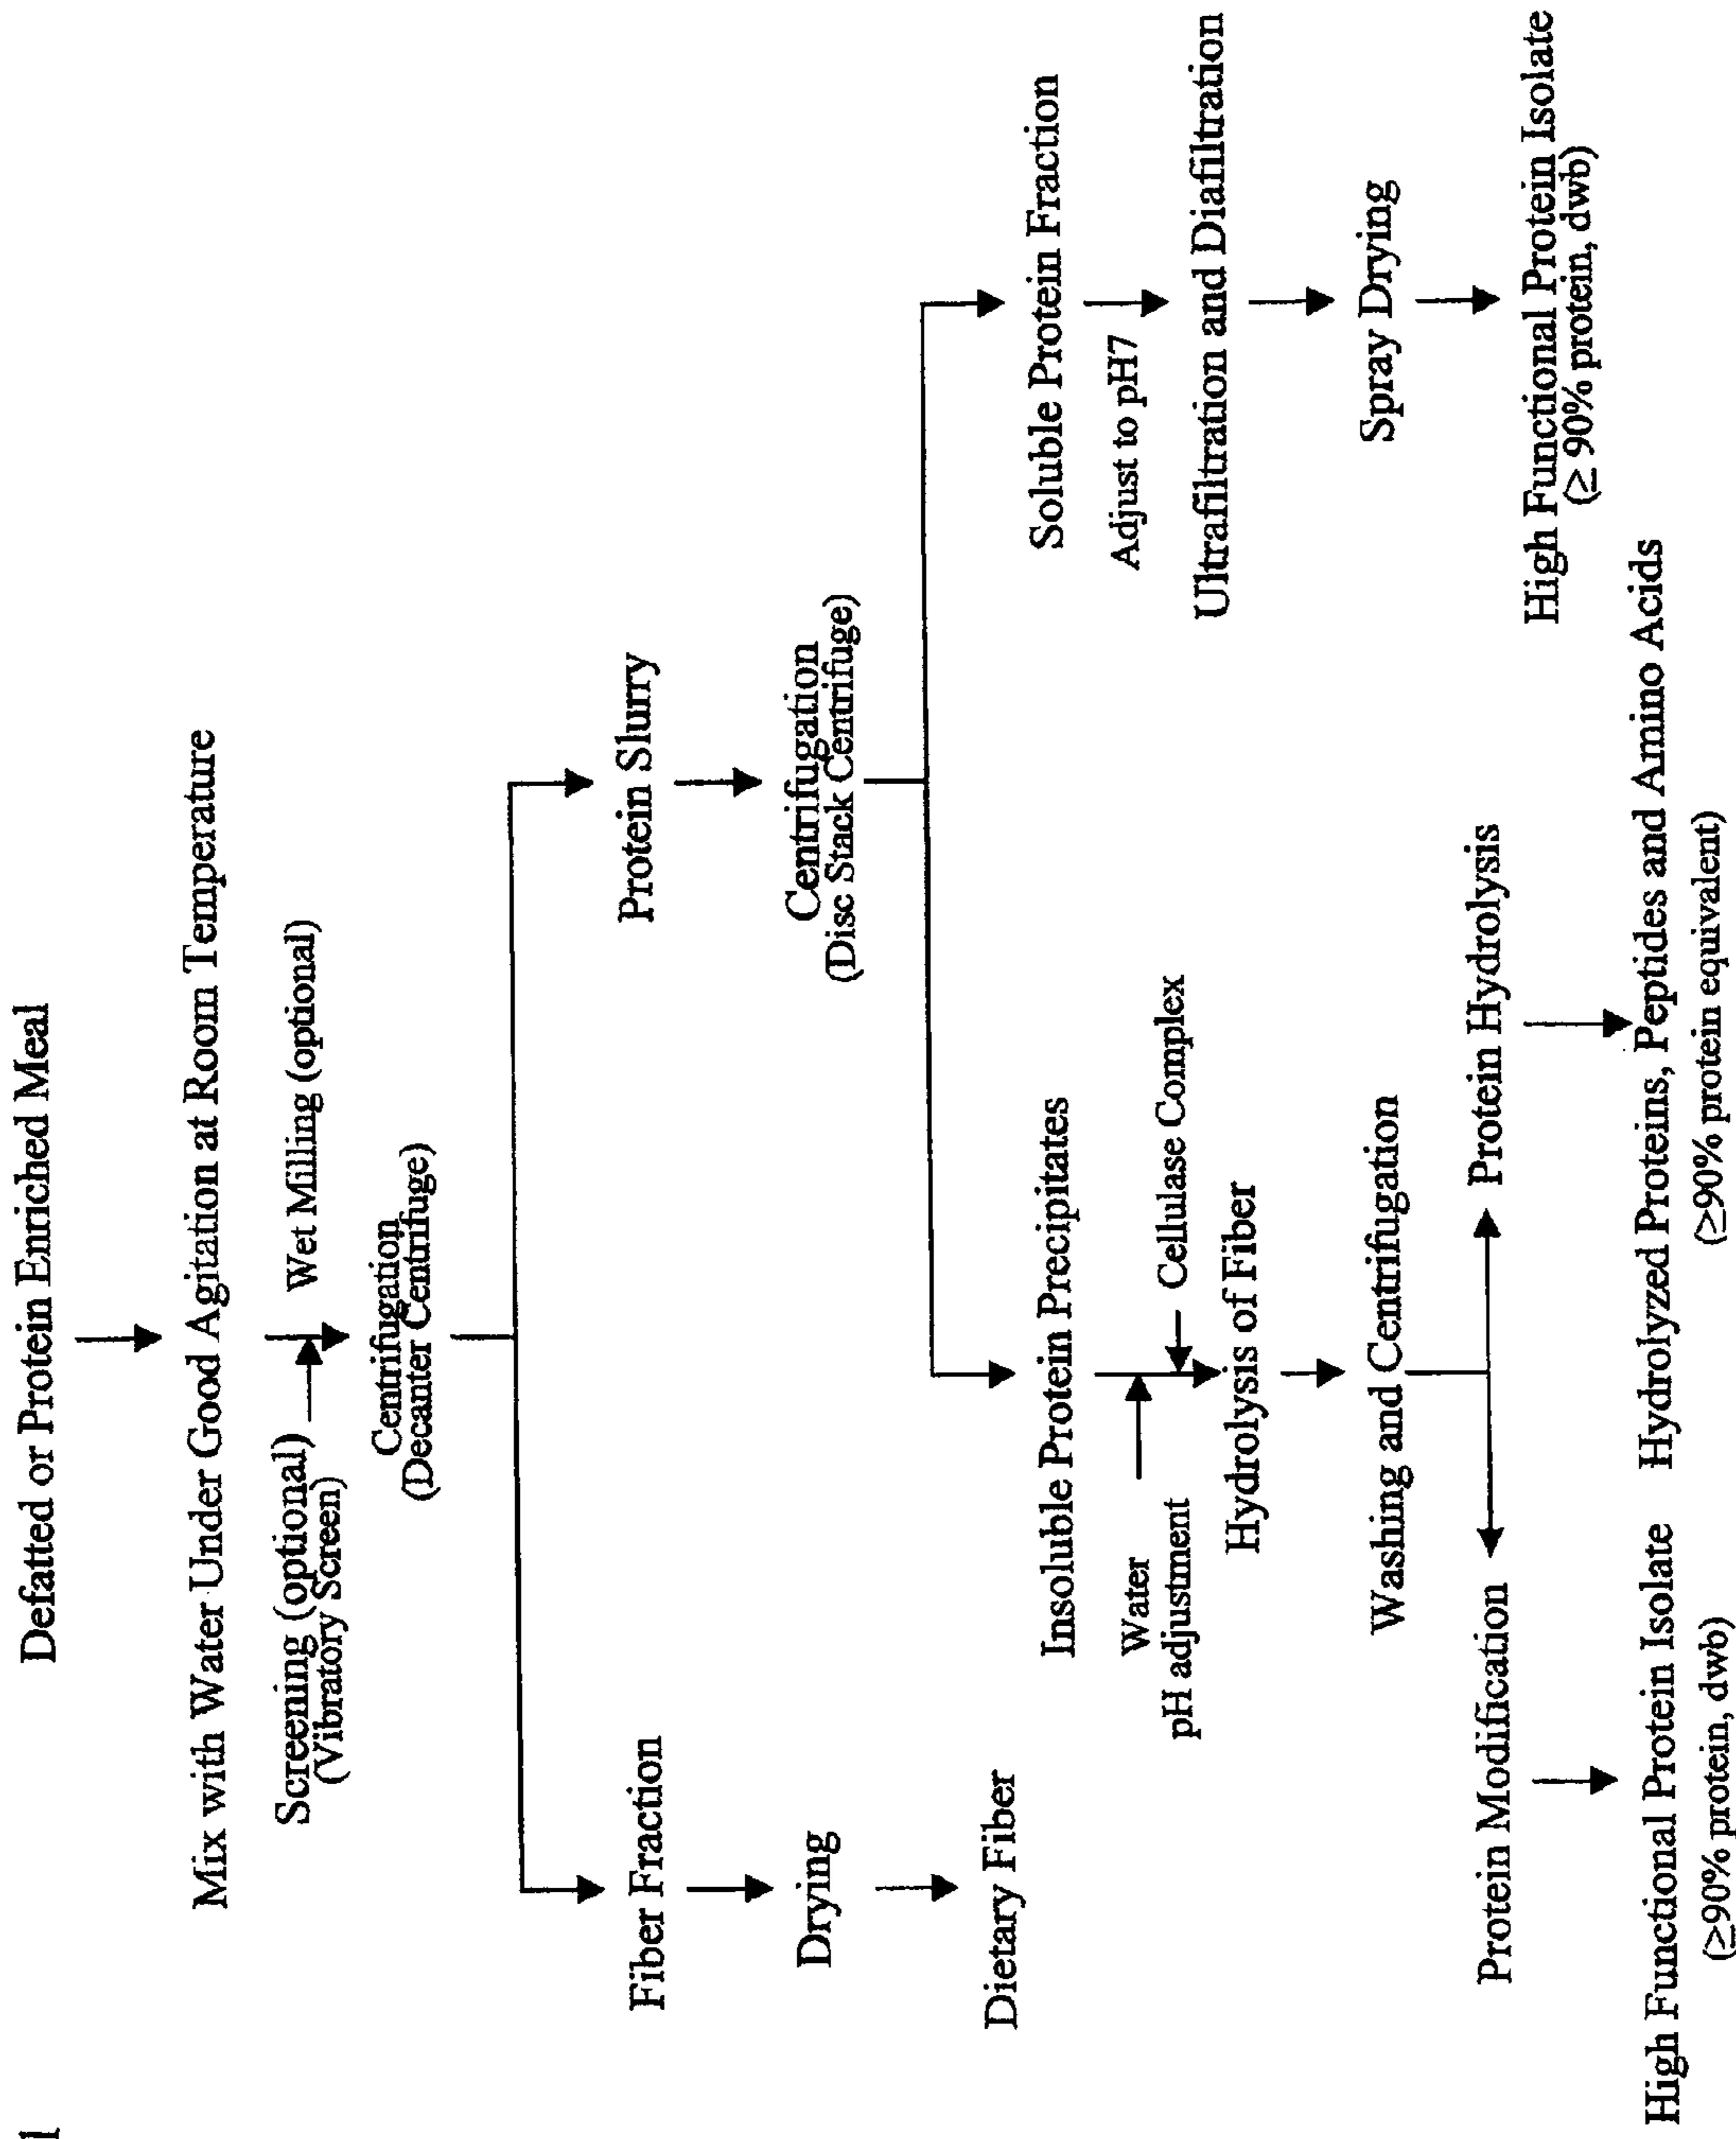 Defatted or Protein Enriched Meal
Mix with Water Under Good Agitation at Room Temperature
Screening (optional)
(Vibratory Screen)
Wet Milling (optional)
Centrifugation
(Decanter Centrifuge)
Fiber Fraction
Drying
Dietary Fiber
Protein Slurry
Centrifugation
(Disc Stack Centrifuge)
Insoluble Protein Precipitates
Water
pH adjustment
Cellulase Complex
Hydrolysis of Fiber
Washing and Centrifugation
Protein Modification
High Functional Protein Isolate
(≥90% protein, dwb)
Protein Hydrolysis
Hydrolyzed Proteins, Peptides and Amino Acids
(≥90% protein equivalent)
Soluble Protein Fraction
Adjust to pH7
Ultrafiltration and Diafiltration
Spray Drying
High Functional Protein Isolate
(≥ 90% protein, dwb)